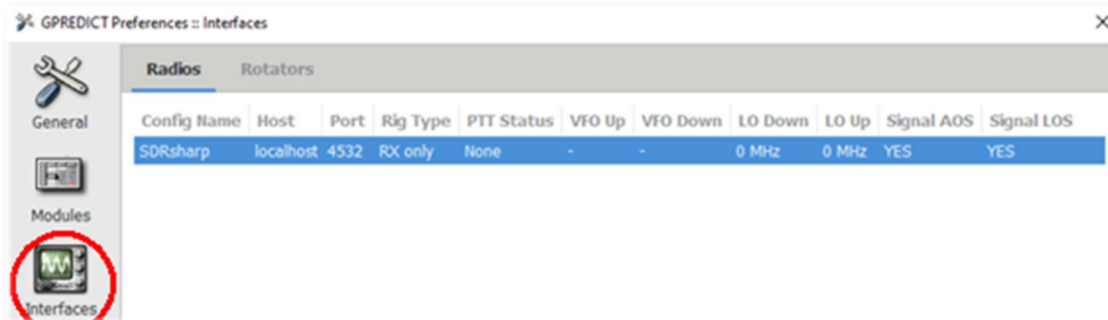 GPREDICT Preferences :: Interfaces
General
Modules
Interfaces
Radios Rotators
Config Name Host Port Rig Type PTT Status VFO Up VFO Down LO Down LO Up Signal AOS Signal LOS
SDRsharp localhost 4532 RX only None - - 0 MHz 0 MHz YES YES